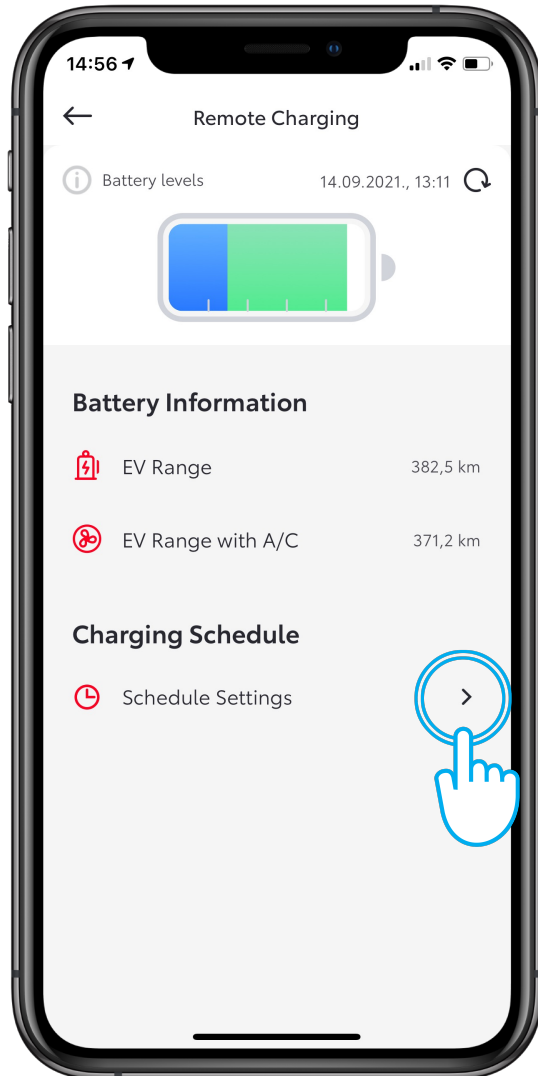 14:56
Remote Charging
Battery levels 14.09.2021., 13:11
Battery Information
EV Range 382,5 km
EV Range with A/C 371,2 km
Charging Schedule
Schedule Settings